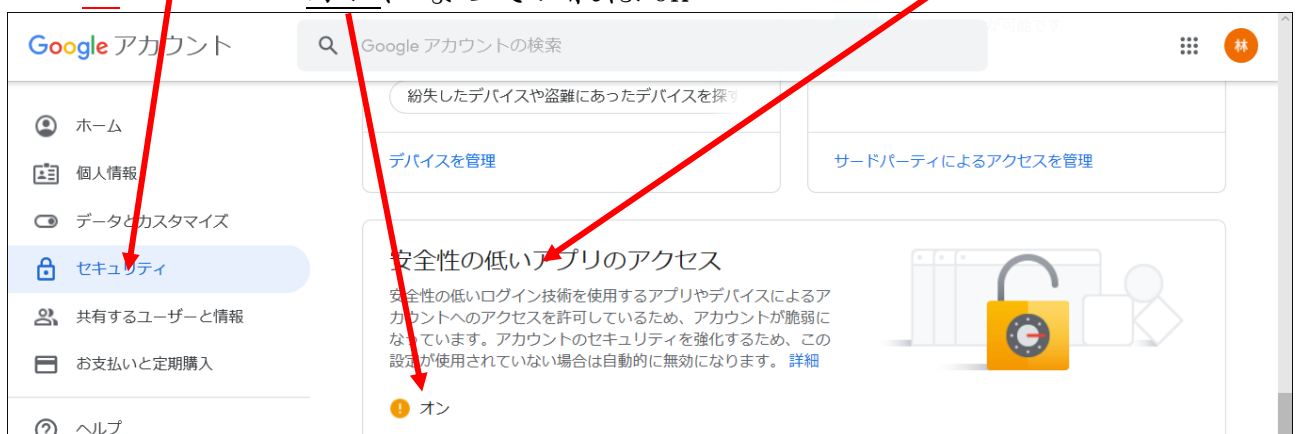 なっていれば OK
Google アカウント
Google アカウントの検索
林
紛失したデバイスや盗難にあったデバイスを探す
ホーム
個人情報
データとカスタマイズ
セキュリティ
共有するユーザーと情報
お支払いと定期購入
ヘルプ
デバイスを管理
サードパーティによるアクセスを管理
安全性の低いアプリのアクセス
安全性の低いログイン技術を使用するアプリやデバイスによるア
カウントへのアクセスを許可しているため、アカウントが脆弱に
なっています。アカウントのセキュリティを強化するため、この
設定が使用されていない場合は自動的に無効になります。 詳細
オン